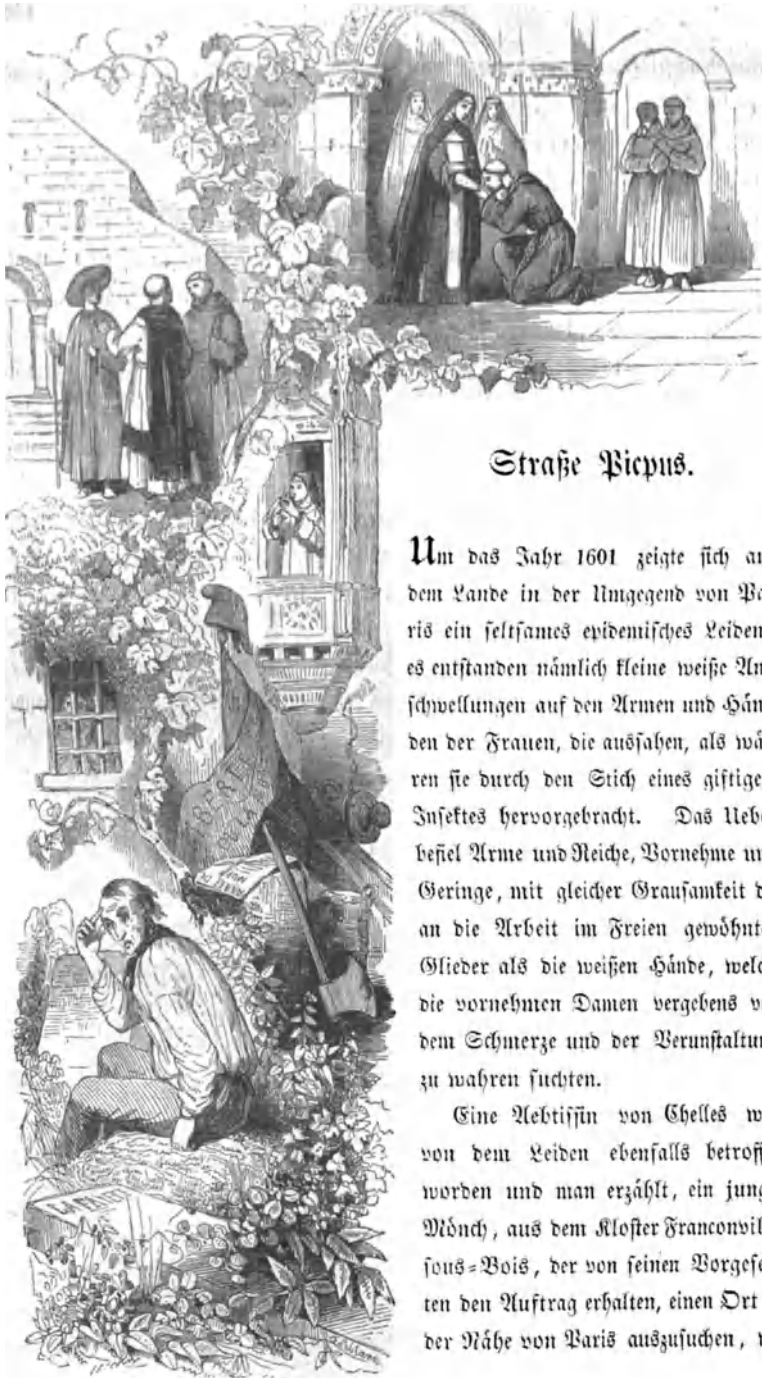 Straße Picpus.
Um das Jahr 1601 zeigte sich au
dem Lande in der Umgegend von Pa
ris ein seltsames epidemisches Leiden
es entstanden nämlich kleine weiße An
schwellungen auf den Armen und Hän
den der Frauen, die aussahen, als wä
ren sie durch den Stich eines giftige
Insektes hervorgebracht. Das Uebe
befiel Arme und Reiche, Vornehme un
Geringe, mit gleicher Grausamkeit d
an die Arbeit im Freien gewöhnte
Glieder als die weißen Hände, welc
die vornehmen Damen vergebens v
dem Schmerze und der Verunstaltun
zu wahren suchten.
Eine Aebtissin von Chelles w
von dem Leiden ebenfalls betroff
worden und man erzählt, ein jung
Mönch, aus dem Kloster Franconvil
sous=Bois, der von seinen Vorgese
ten den Auftrag erhalten, einen Ort
der Nähe von Paris auszusuchen, w